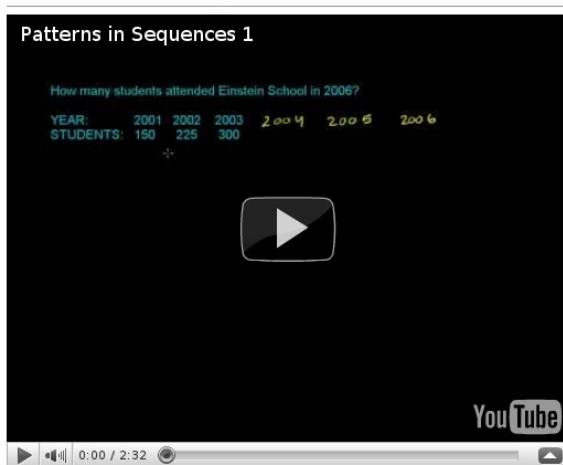 Patterns in Sequences 1
How many students attended Einstein School in 2006?
YEAR: 2001 2002 2003 2004 2005 2006
STUDENTS: 150 225 300
YouTube
0:00 / 2:32